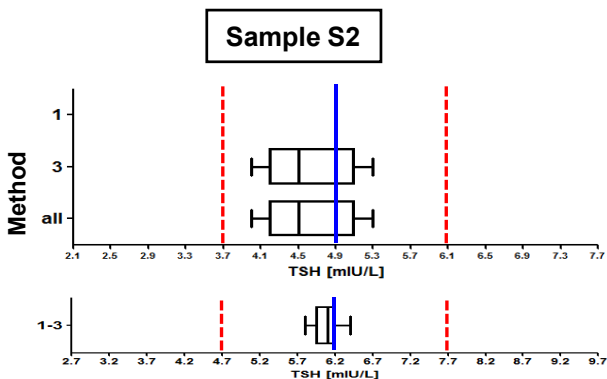 Sample S2
Method
1
3
all
2.1 2.5 2.9 3.3 3.7 4.1 4.5 4.9 5.3 5.7 6.1 6.5 6.9 7.3 7.7
TSH [mIU/L]
1-3
2.7 3.2 3.7 4.2 4.7 5.2 5.7 6.2 6.7 7.2 7.7 8.2 8.7 9.2 9.7
TSH [mIU/L]